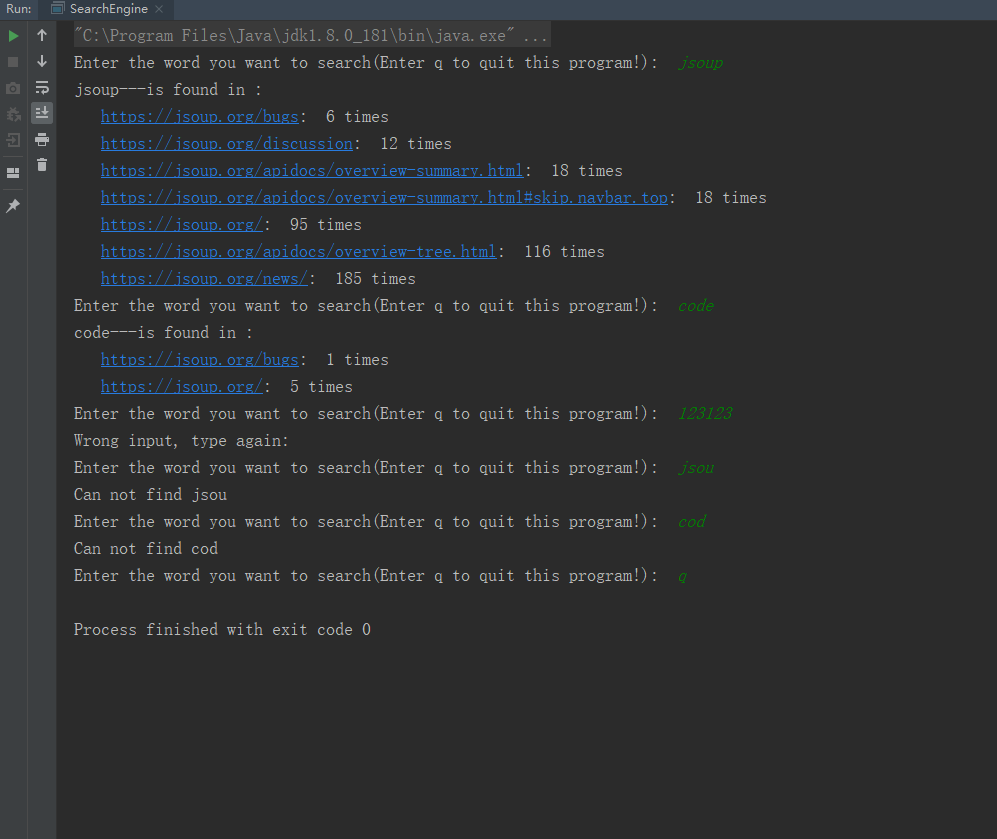 Run: SearchEngine
"C:\Program Files\Java\jdk1.8.0_181\bin\java.exe" ...
Enter the word you want to search(Enter q to quit this program!): jsoup
jsoup---is found in :
https://jsoup.org/bugs: 6 times
https://jsoup.org/discussion: 12 times
https://jsoup.org/apidocs/overview-summary.html: 18 times
https://jsoup.org/apidocs/overview-summary.html#skip.navbar.top: 18 times
https://jsoup.org/: 95 times
https://jsoup.org/apidocs/overview-tree.html: 116 times
https://jsoup.org/news/: 185 times
Enter the word you want to search(Enter q to quit this program!): code
code---is found in :
https://jsoup.org/bugs: 1 times
https://jsoup.org/: 5 times
Enter the word you want to search(Enter q to quit this program!): 123123
Wrong input, type again:
Enter the word you want to search(Enter q to quit this program!): jsou
Can not find jsou
Enter the word you want to search(Enter q to quit this program!): cod
Can not find cod
Enter the word you want to search(Enter q to quit this program!): q
Process finished with exit code 0